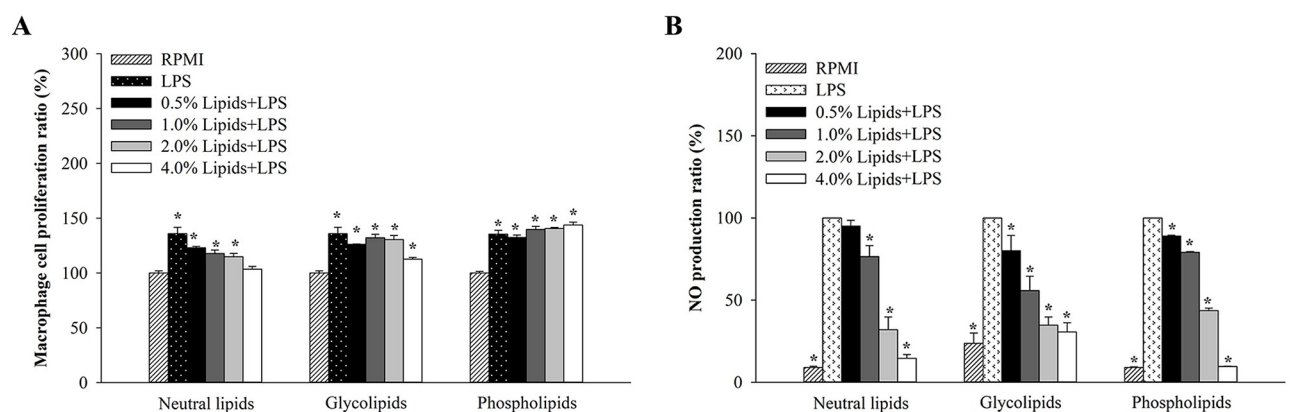 A
Macrophage cell proliferation ratio (%)
300
250
200
150
100
50
0
RPMI
LPS
0.5% Lipids+LPS
1.0% Lipids+LPS
2.0% Lipids+LPS
4.0% Lipids+LPS
* * * *
* * * * *
* * * * *
Neutral lipids Glycolipids Phospholipids
B
NO production ratio (%)
200
150
100
50
0
RPMI
LPS
0.5% Lipids+LPS
1.0% Lipids+LPS
2.0% Lipids+LPS
4.0% Lipids+LPS
* * * *
* * * * *
* * * * *
Neutral lipids Glycolipids Phospholipids